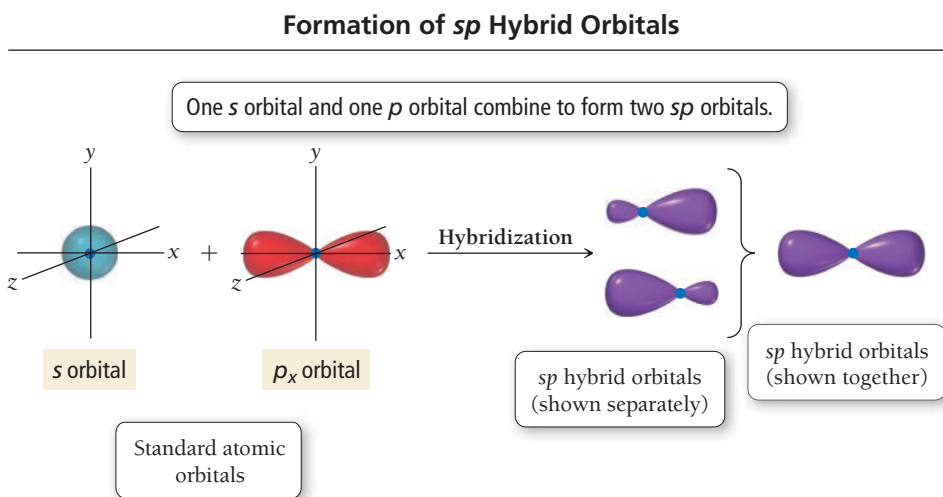 Formation of sp Hybrid Orbitals
One s orbital and one p orbital combine to form two sp orbitals.
y
x
z
s orbital
+
y
x
z
px orbital
Hybridization
sp hybrid orbitals
(shown separately)
sp hybrid orbitals
(shown together)
Standard atomic
orbitals